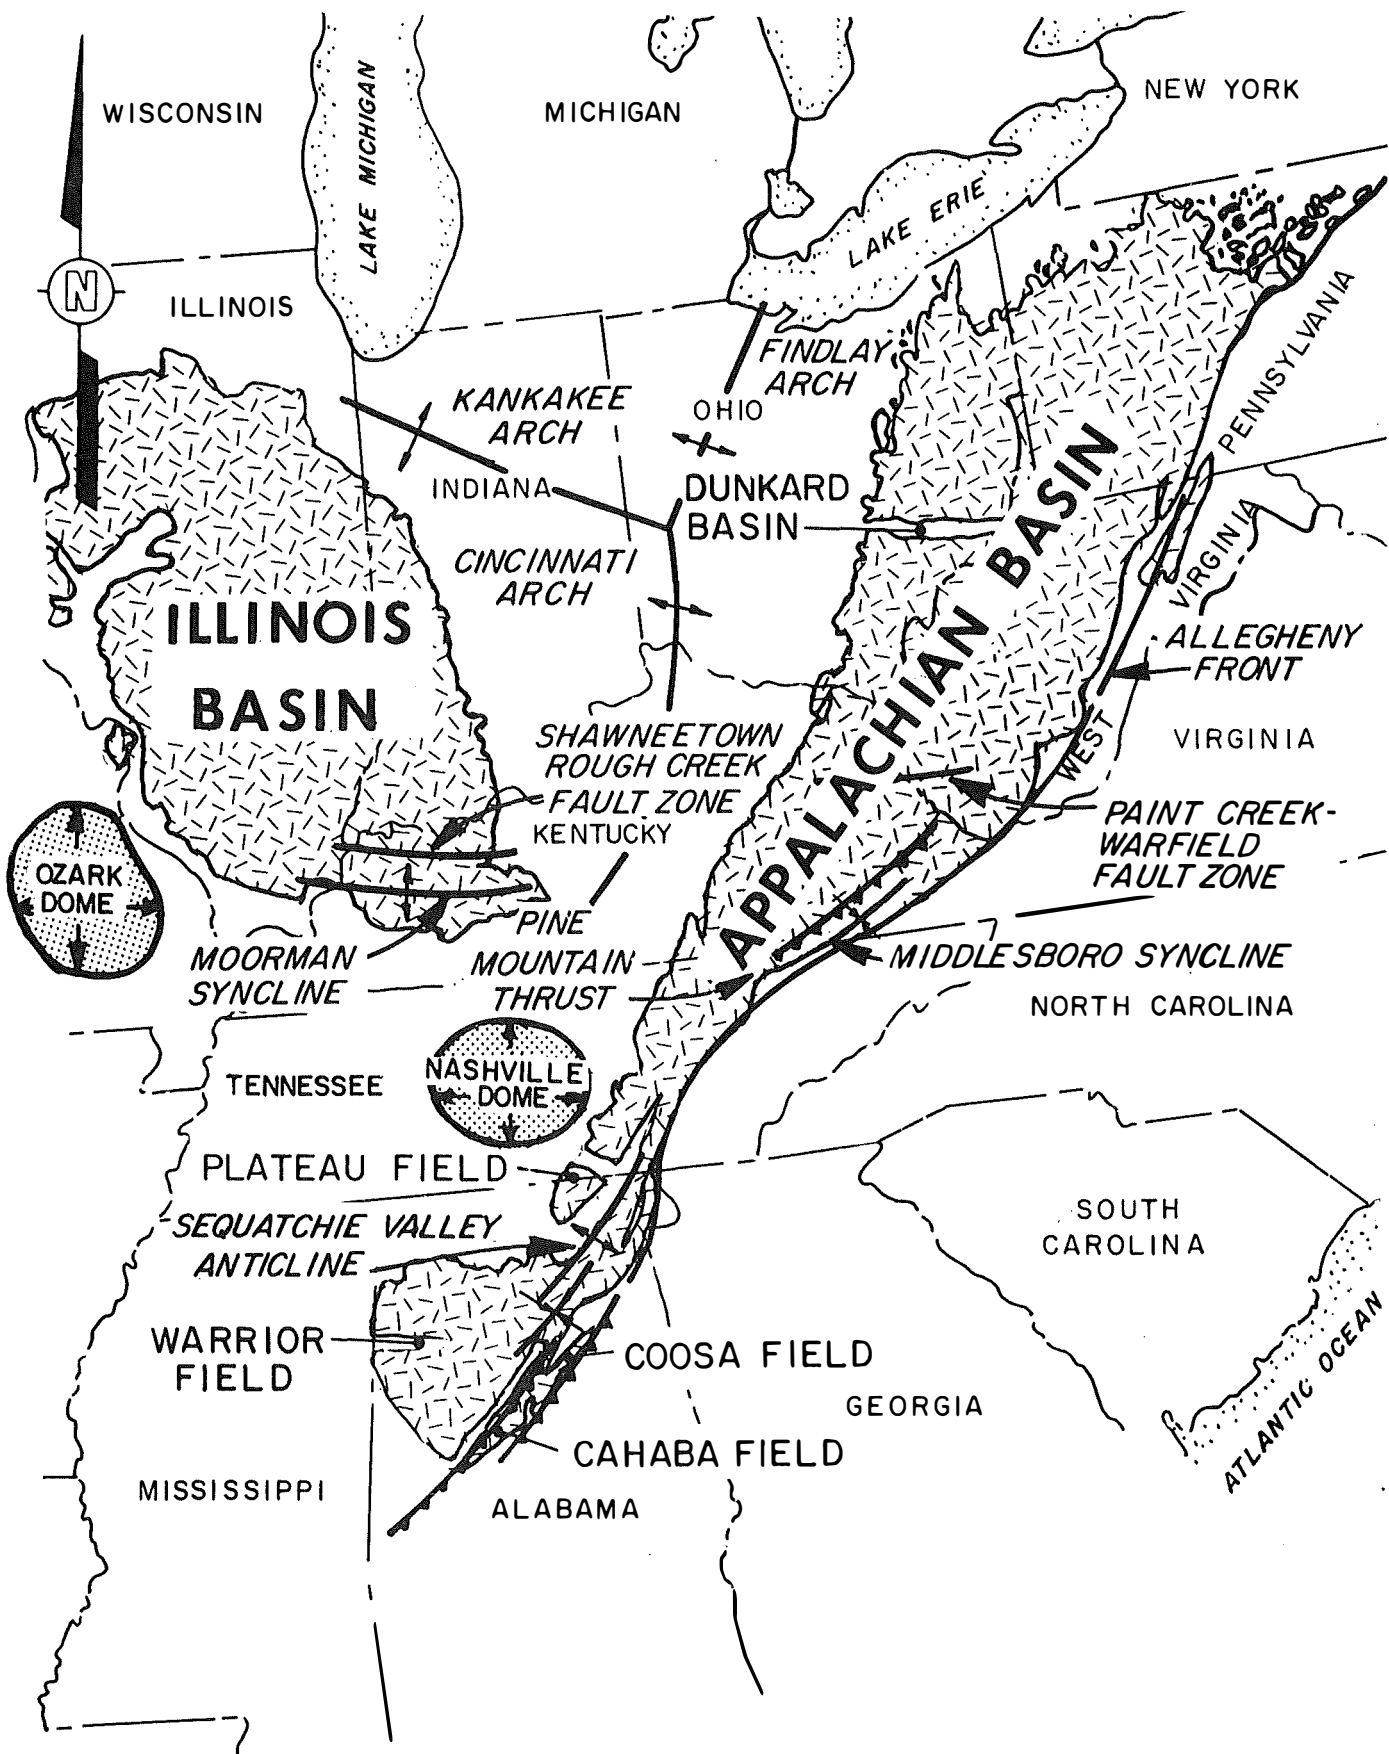 NEW YORK
WISCONSIN
MICHIGAN
LAKE MICHIGAN
LAKE ERIE
N
ILLINOIS
PENNSYLVANIA
FINDLAY
ARCH
KANKAKEE
ARCH
OHIO
INDIANA
DUNKARD
BASIN
APPALACHIAN BASIN
CINCINNATI
ARCH
VIRGINIA
ILLINOIS
BASIN
ALLEGHENY
FRONT
WEST
VIRGINIA
SHAWNEETOWN
ROUGH CREEK
FAULT ZONE
KENTUCKY
PAINT CREEK-
WARFIELD
FAULT ZONE
OZARK
DOME
PINE
MOUNTAIN
THRUST
MOORMAN
SYNCLINE
MIDDLESBORO SYNCLINE
NORTH CAROLINA
NASHVILLE
DOME
TENNESSEE
PLATEAU FIELD
SEQUATCHIE VALLEY
ANTICLINE
SOUTH
CAROLINA
WARRIOR
FIELD
COOSA FIELD
ATLANTIC OCEAN
GEORGIA
CAHABA FIELD
MISSISSIPPI
ALABAMA